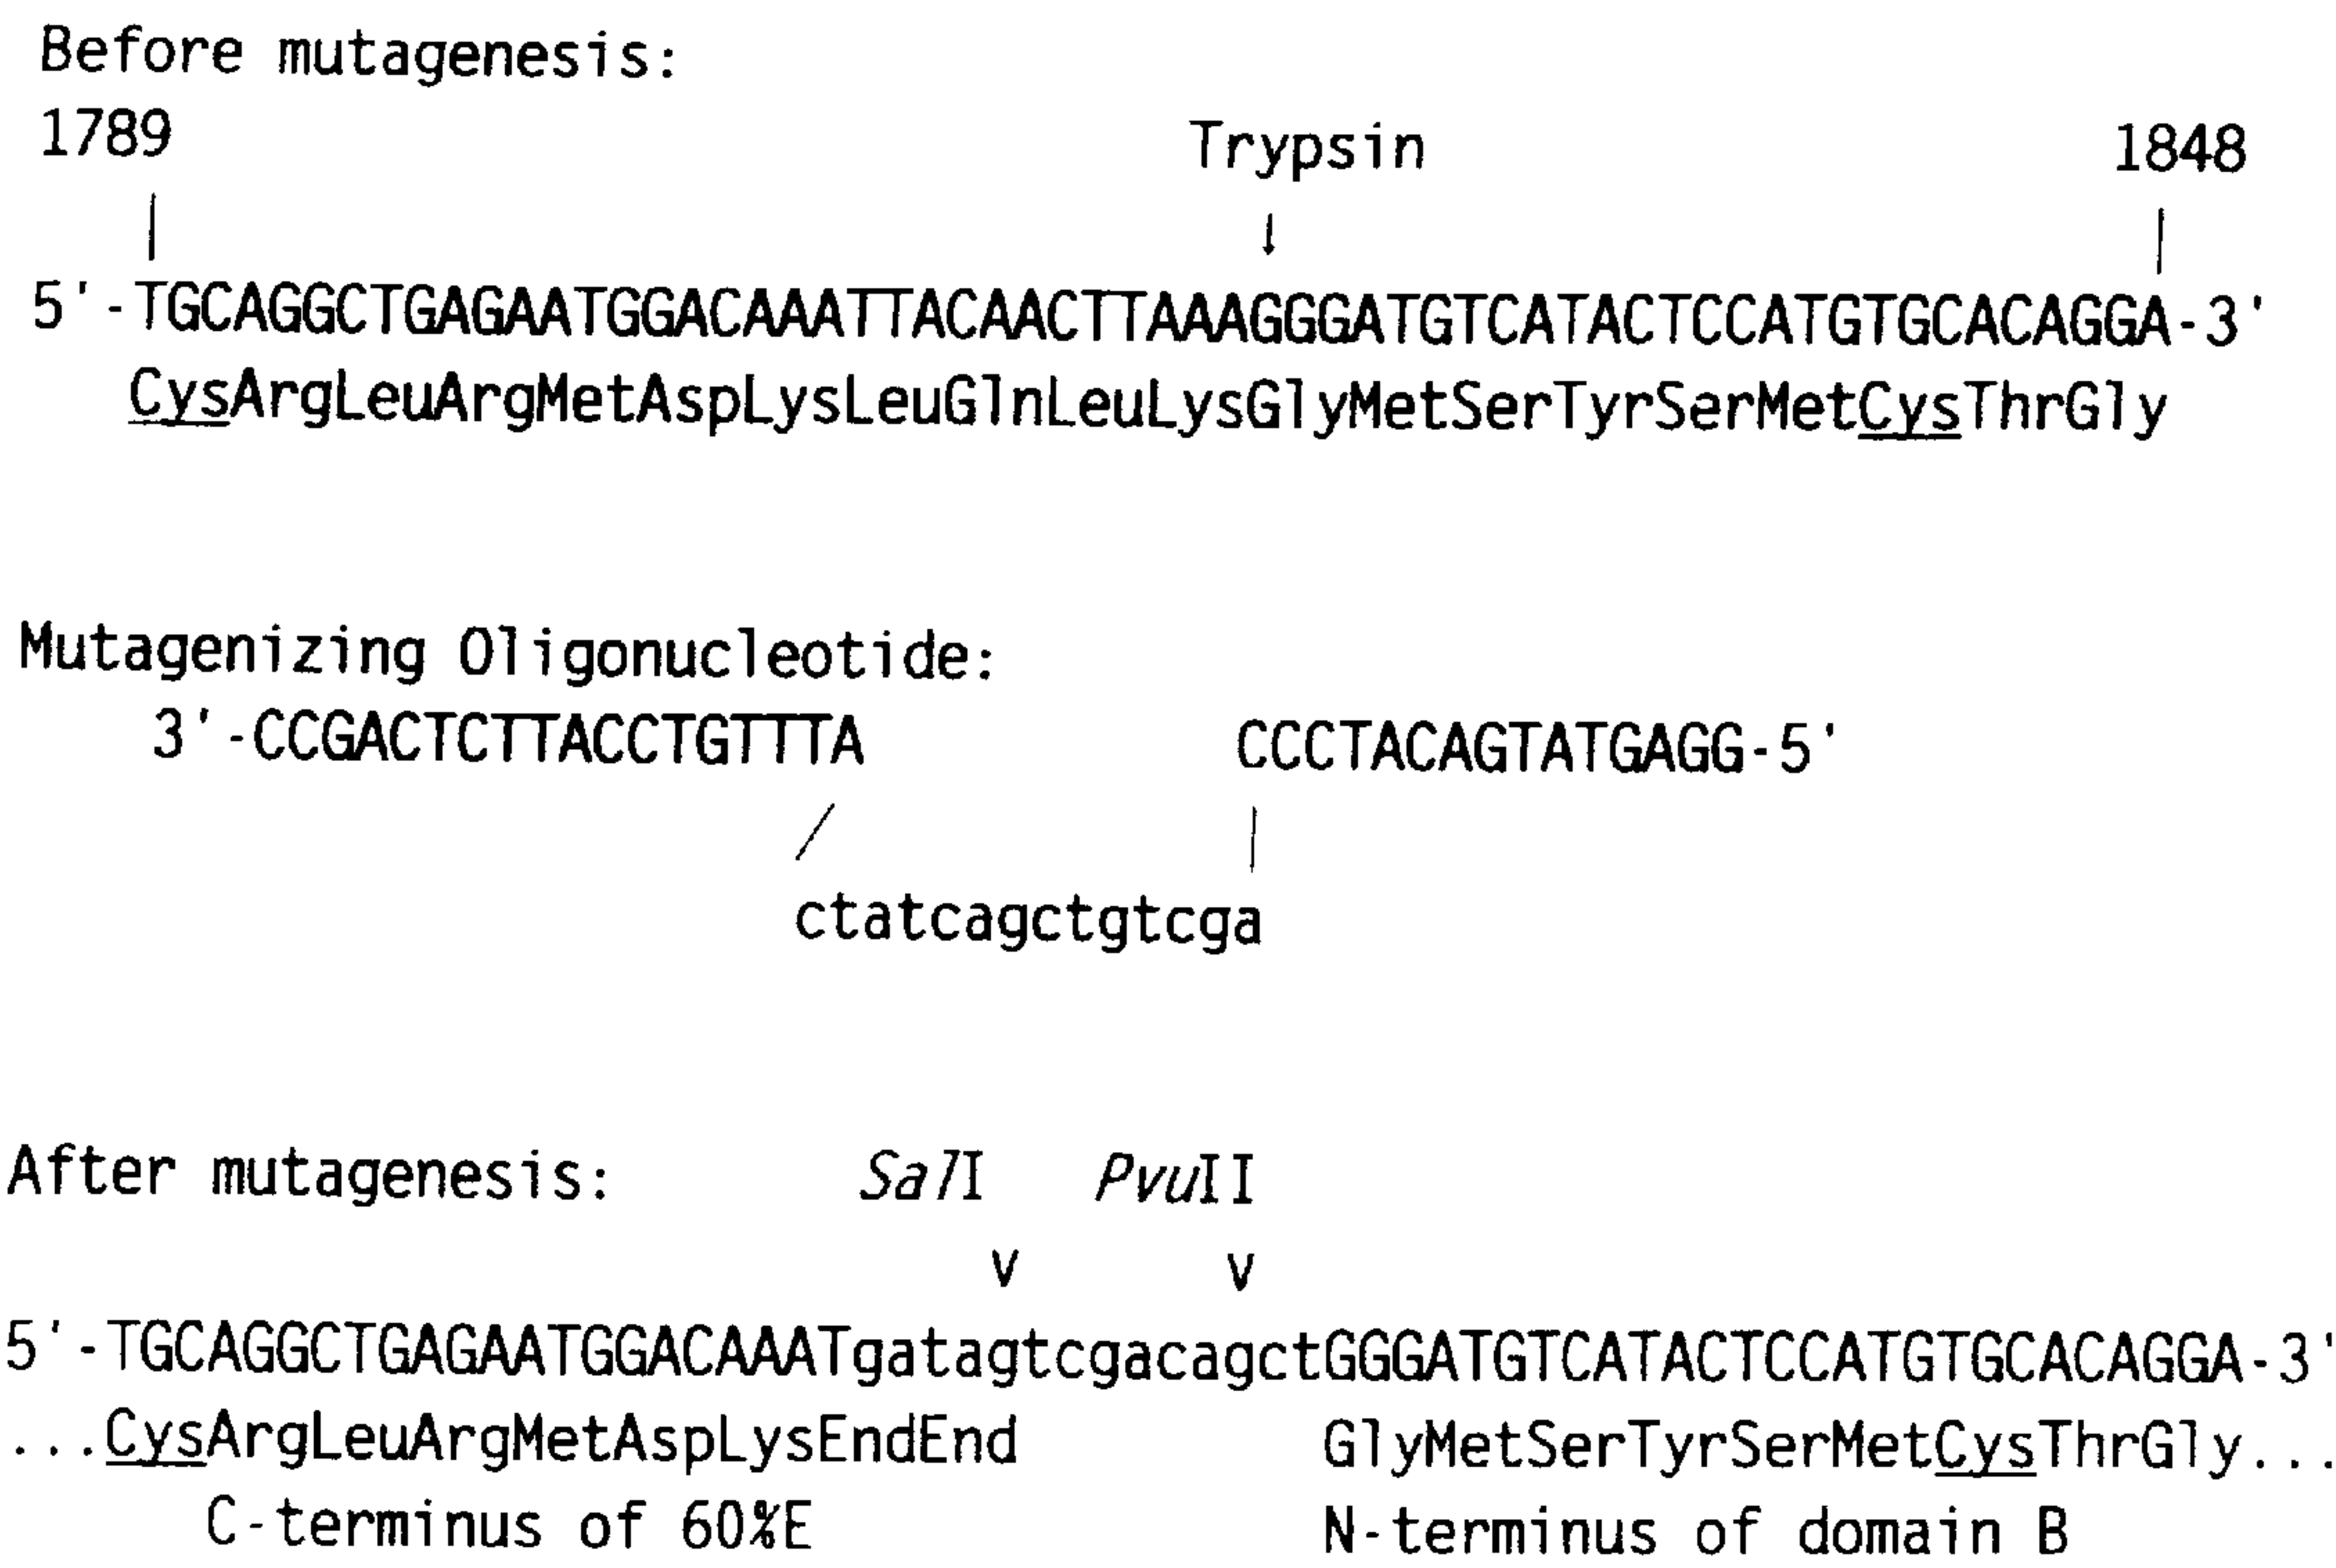 Before mutagenesis:
1789 Trypsin 1848
5'-TGCAGGCTGAGAATGGACAAATTACAACTTAAAGGGATGTCATACTCCATGTGCACAGGA-3'
CysArgLeuArgMetAspLysLeuGlnLeuLysGlyMetSerTyrSerMetCysThrGly
Mutagenizing Oligonucleotide:
3'-CCGACTCTTACCTGTTTA CCCTACAGTATGAGG-5'
ctatcagctgtcga
After mutagenesis: SalI PvuII
v v
5'-TGCAGGCTGAGAATGGACAAATgatagtcgacagctGGGATGTCATACTCCATGTGCACAGGA-3'
...CysArgLeuArgMetAspLysEndEnd GlyMetSerTyrSerMetCysThrGly...
C-terminus of 60%E N-terminus of domain B